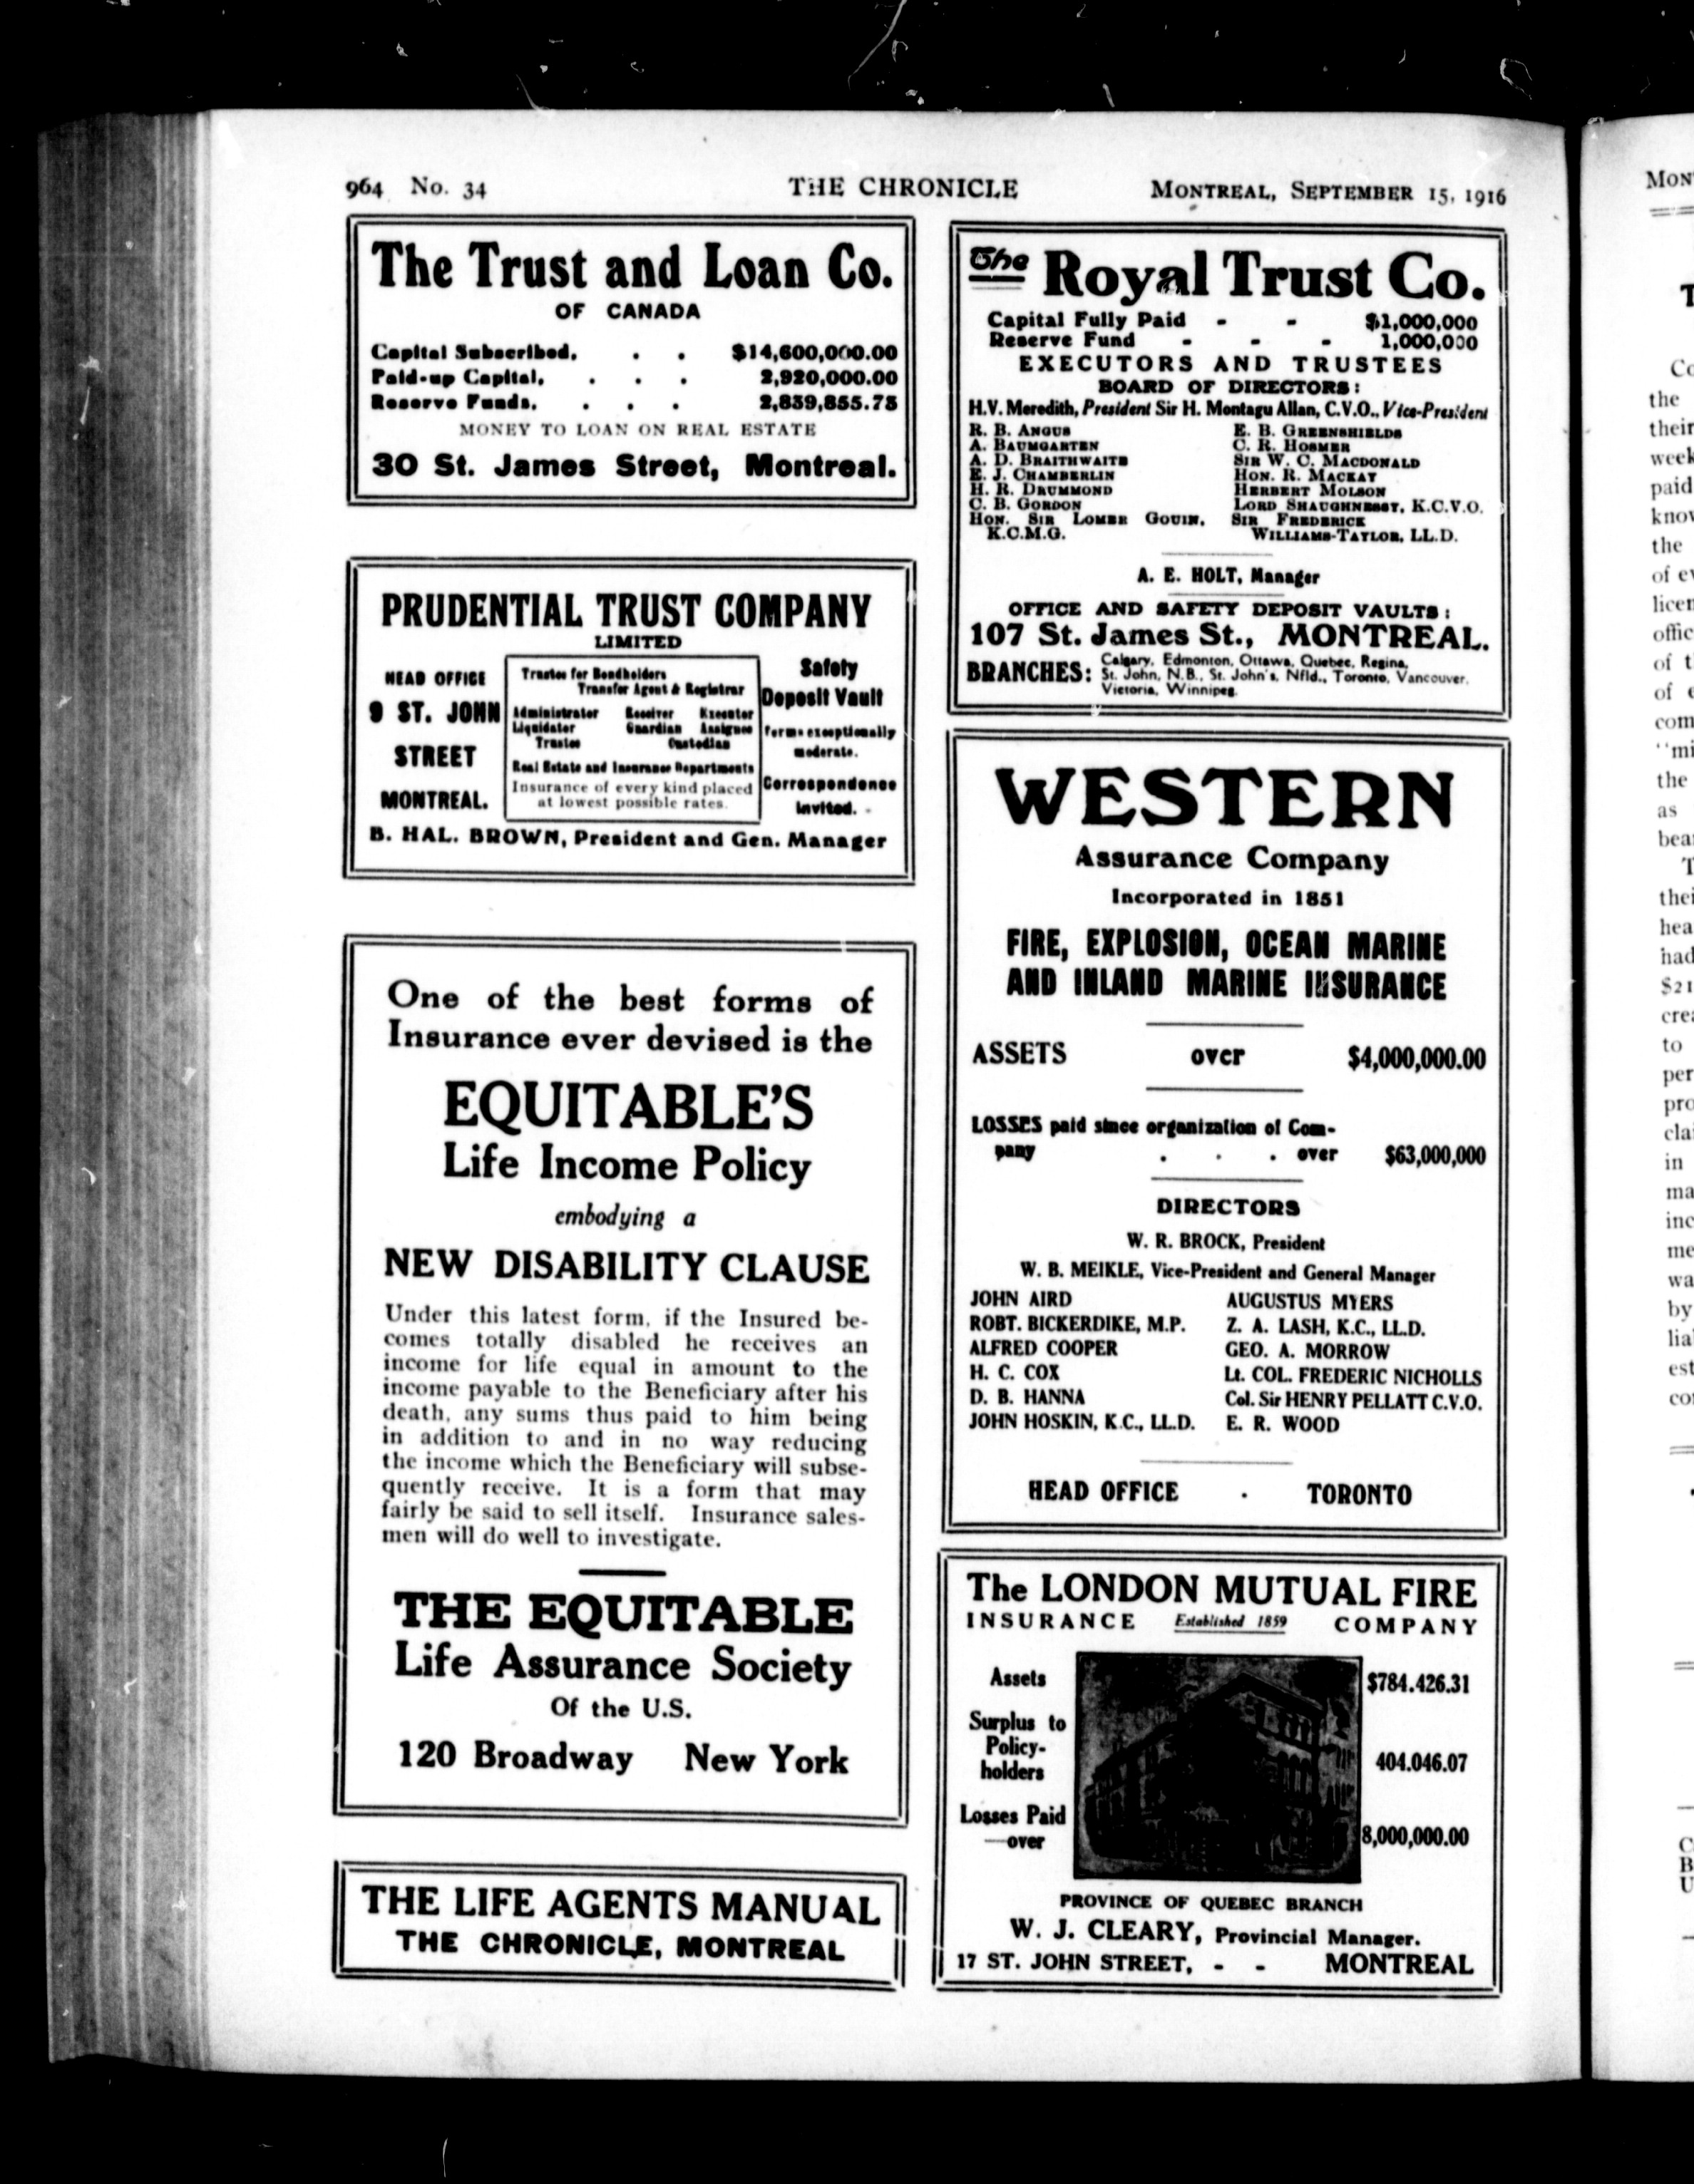 964 No. 34
THE CHRONICLE
MONTREAL, SEPTEMBER 15, 1916
The Trust and Loan Co.
OF CANADA
Capital Subscribed, . . $14,600,000.00
Paid-up Capital, . . . 2,920,000.00
Reserve Funds, . . . 2,839,855.73
MONEY TO LOAN ON REAL ESTATE
30 St. James Street, Montreal.
PRUDENTIAL TRUST COMPANY
LIMITED
HEAD OFFICE
9 ST. JOHN
STREET
MONTREAL.
Trustee for Bondholders
Transfer Agent & Registrar
Administrator Receiver Executor
Liquidator Guardian Assignee
Trustee Custodian
Real Estate and Insurance Departments
Insurance of every kind placed
at lowest possible rates.
Safety
Deposit Vault
Terms exceptionally
moderate.
Correspondence
invited.
B. HAL. BROWN, President and Gen. Manager
One of the best forms of
Insurance ever devised is the
EQUITABLE'S
Life Income Policy
embodying a
NEW DISABILITY CLAUSE
Under this latest form, if the Insured be-
comes totally disabled he receives an
income for life equal in amount to the
income payable to the Beneficiary after his
death, any sums thus paid to him being
in addition to and in no way reducing
the income which the Beneficiary will subse-
quently receive. It is a form that may
fairly be said to sell itself. Insurance sales-
men will do well to investigate.
THE EQUITABLE
Life Assurance Society
Of the U.S.
120 Broadway New York
THE LIFE AGENTS MANUAL
THE CHRONICLE, MONTREAL
The Royal Trust Co.
Capital Fully Paid - - $1,000,000
Reserve Fund - - - 1,000,000
EXECUTORS AND TRUSTEES
BOARD OF DIRECTORS:
H.V. Meredith, President Sir H. Montagu Allan, C.V.O., Vice-President
R. B. ANGUS E. B. GREENSHIELDS
A. BAUMGARTEN C. R. HOSMER
A. D. BRAITHWAITE SIR W. C. MACDONALD
E. J. CHAMBERLIN HON. R. MACKAY
H. R. DRUMMOND HERBERT MOLSON
C. B. GORDON LORD SHAUGHNESSY, K.C.V.O.
HON. SIR LOMER GOUIN, SIR FREDERICK
K.C.M.G. WILLIAMS-TAYLOR, LL.D.
A. E. HOLT, Manager
OFFICE AND SAFETY DEPOSIT VAULTS:
107 St. James St., MONTREAL.
BRANCHES: Calgary, Edmonton, Ottawa, Quebec, Regina,
St. John, N.B., St. John's, Nfld., Toronto, Vancouver,
Victoria, Winnipeg.
WESTERN
Assurance Company
Incorporated in 1851
FIRE, EXPLOSION, OCEAN MARINE
AND INLAND MARINE INSURANCE
ASSETS over $4,000,000.00
LOSSES paid since organization of Com-
pany . . . over $63,000,000
DIRECTORS
W. R. BROCK, President
W. B. MEIKLE, Vice-President and General Manager
JOHN AIRD AUGUSTUS MYERS
ROBT. BICKERDIKE, M.P. Z. A. LASH, K.C., LL.D.
ALFRED COOPER GEO. A. MORROW
H. C. COX Lt. COL. FREDERIC NICHOLLS
D. B. HANNA Col. Sir HENRY PELLATT C.V.O.
JOHN HOSKIN, K.C., LL.D. E. R. WOOD
HEAD OFFICE . TORONTO
The LONDON MUTUAL FIRE
INSURANCE Established 1859 COMPANY
Assets $784.426.31
Surplus to
Policy-
holders 404.046.07
Losses Paid
—over 8,000,000.00
PROVINCE OF QUEBEC BRANCH
W. J. CLEARY, Provincial Manager.
17 ST. JOHN STREET, - - MONTREAL